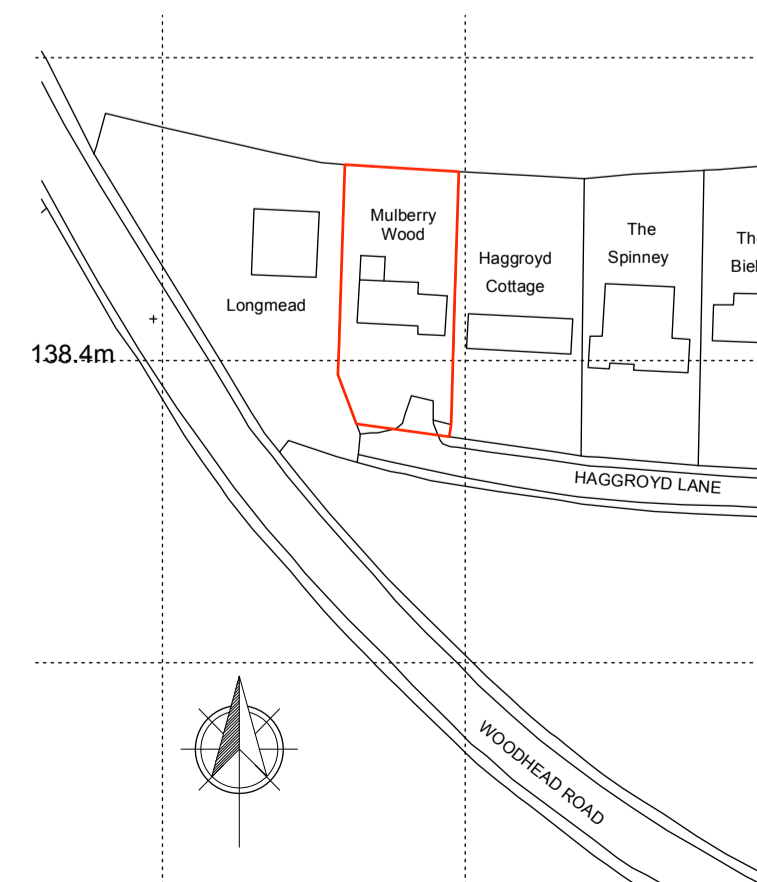 Mulberry
Wood
The
Spinney
Haggroyd
Cottage
Longmead
138.4m
HAGGROYD LANE
WOODHEAD ROAD